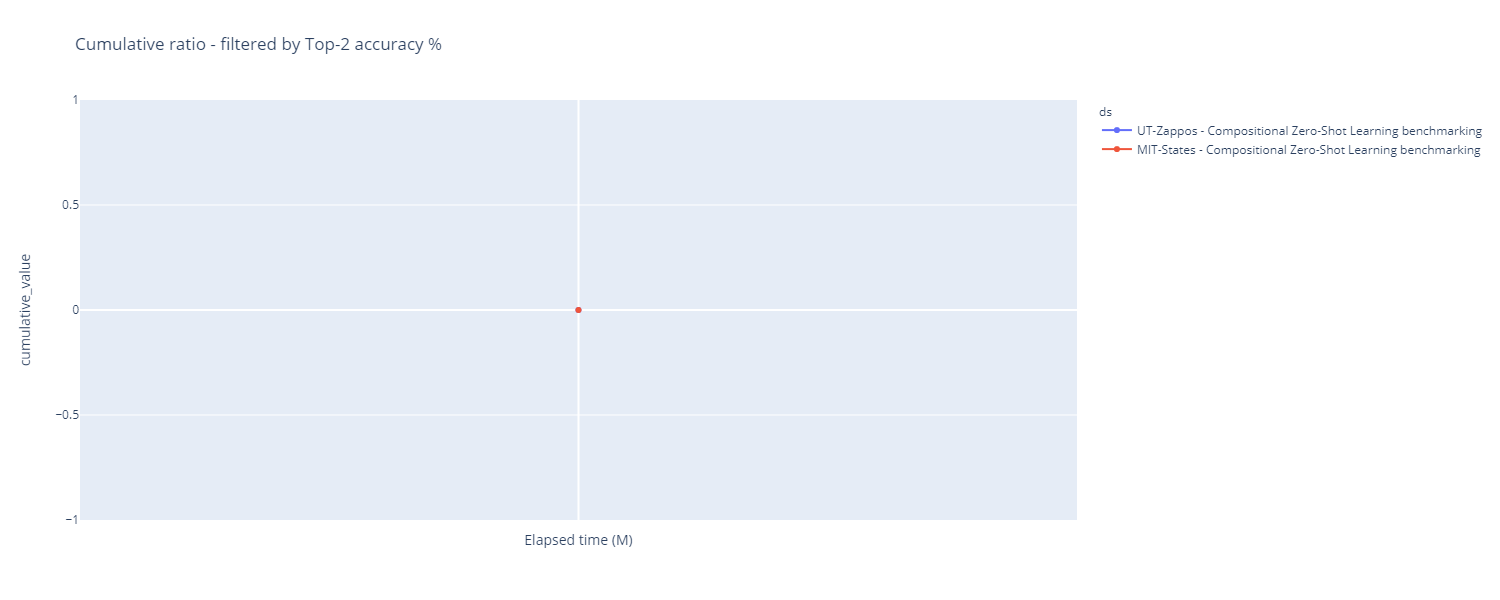 Cumulative ratio - filtered by Top-2 accuracy %
1
0.5
0
−0.5
−1
cumulative_value
Elapsed time (M)
ds
UT-Zappos - Compositional Zero-Shot Learning benchmarking
MIT-States - Compositional Zero-Shot Learning benchmarking